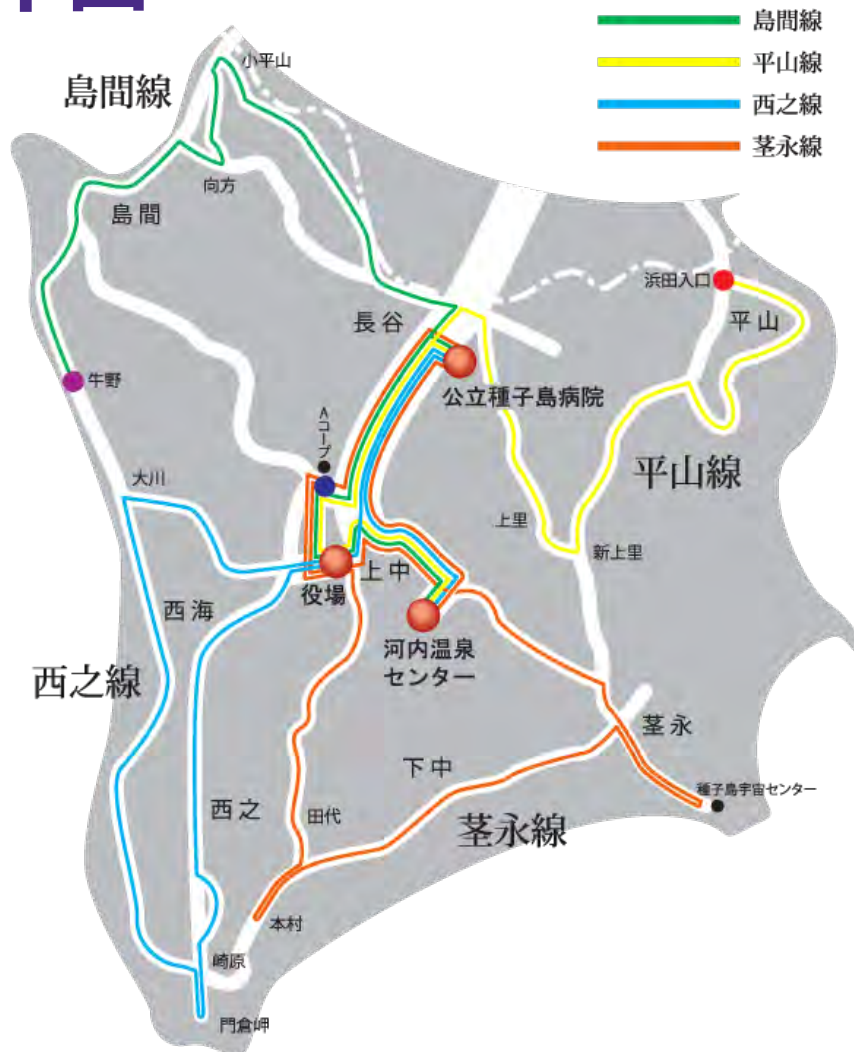 島間線
平山線
西之線
茎永線
小平山
島間線
向方
島間
浜田入口
平山
長谷
牛野
公立種子島病院
Aコープ
平山線
大川
上里
新上里
上中
役場
西海
河内温泉
センター
西之線
茎永
下中
種子島宇宙センター
西之
田代
茎永線
本村
崎原
門倉岬